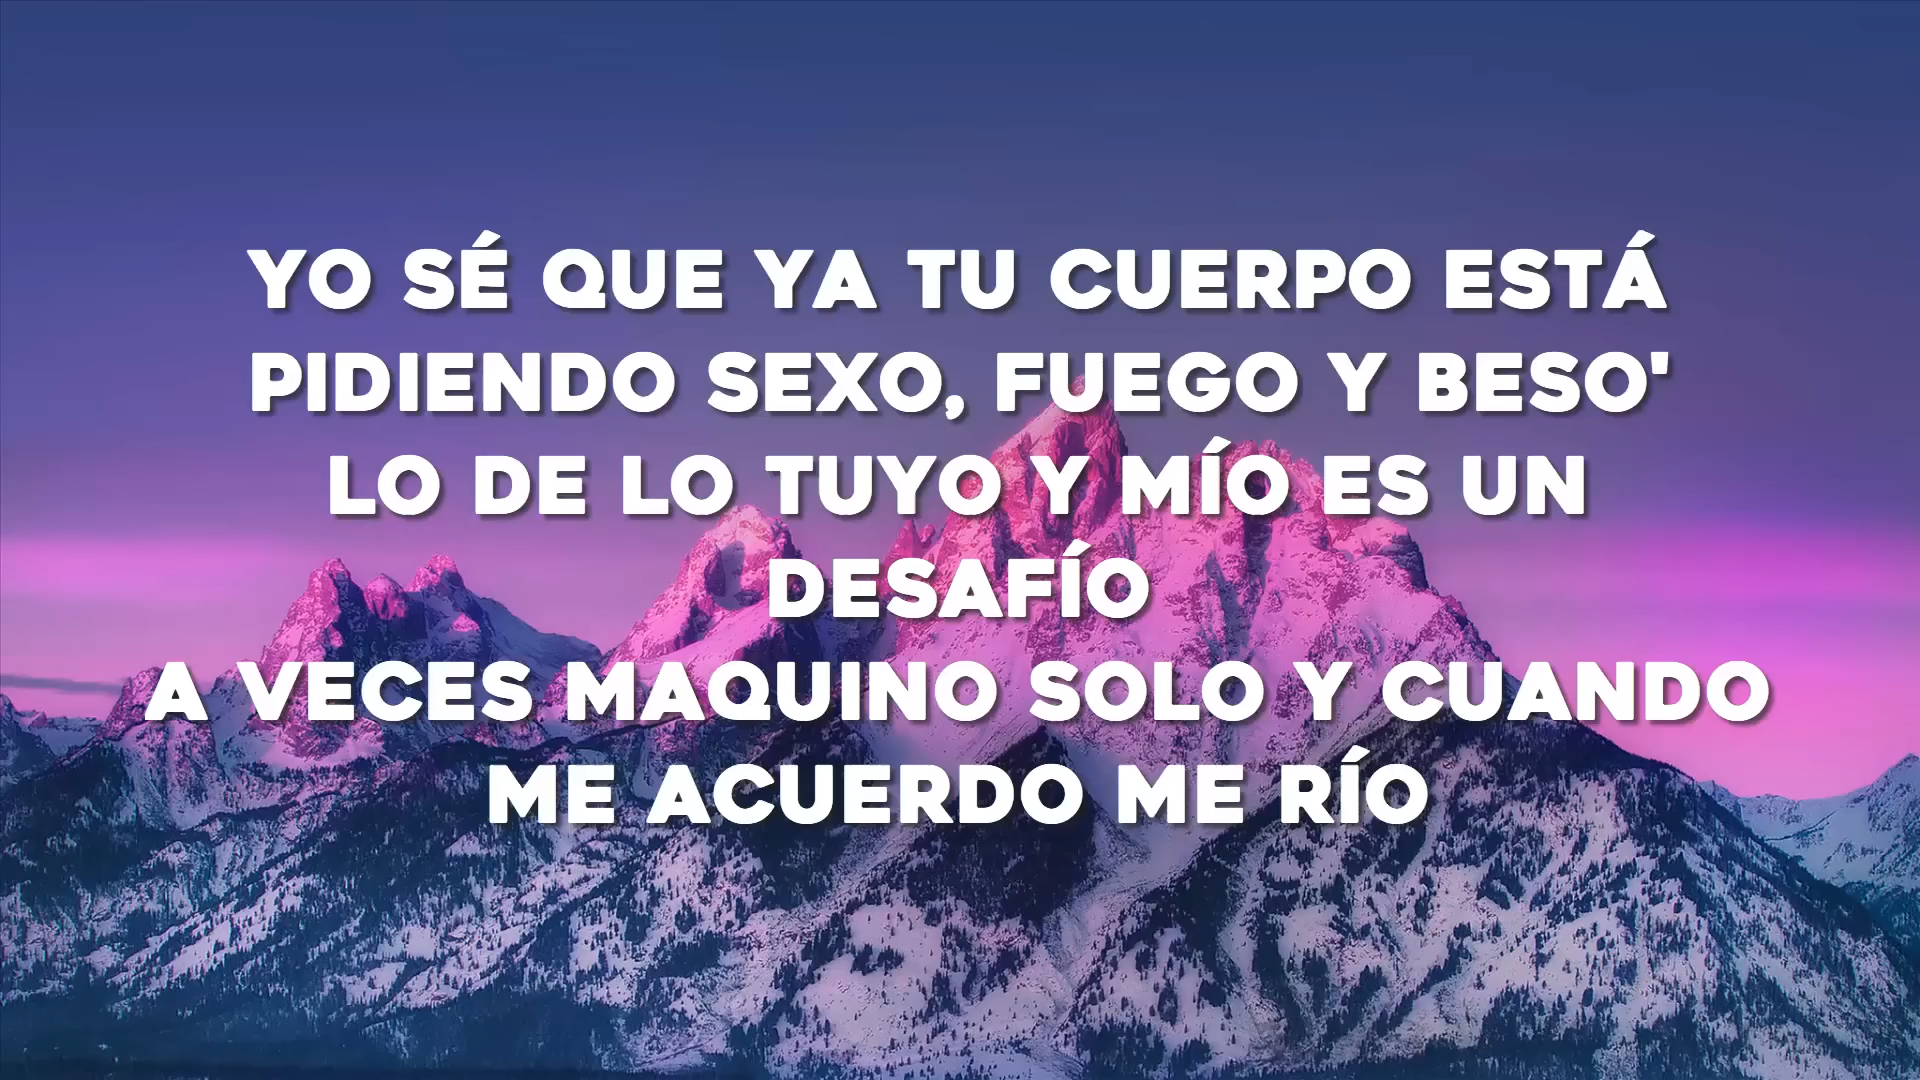 YO SÉ QUE YA TU CUERPO ESTÁ
PIDIENDO SEXO, FUEGO Y BESO'
LO DE LO TUYO Y MÍO ES UN
DESAFÍO
A VECES MAQUINO SOLO Y CUANDO
ME ACUERDO ME RÍO